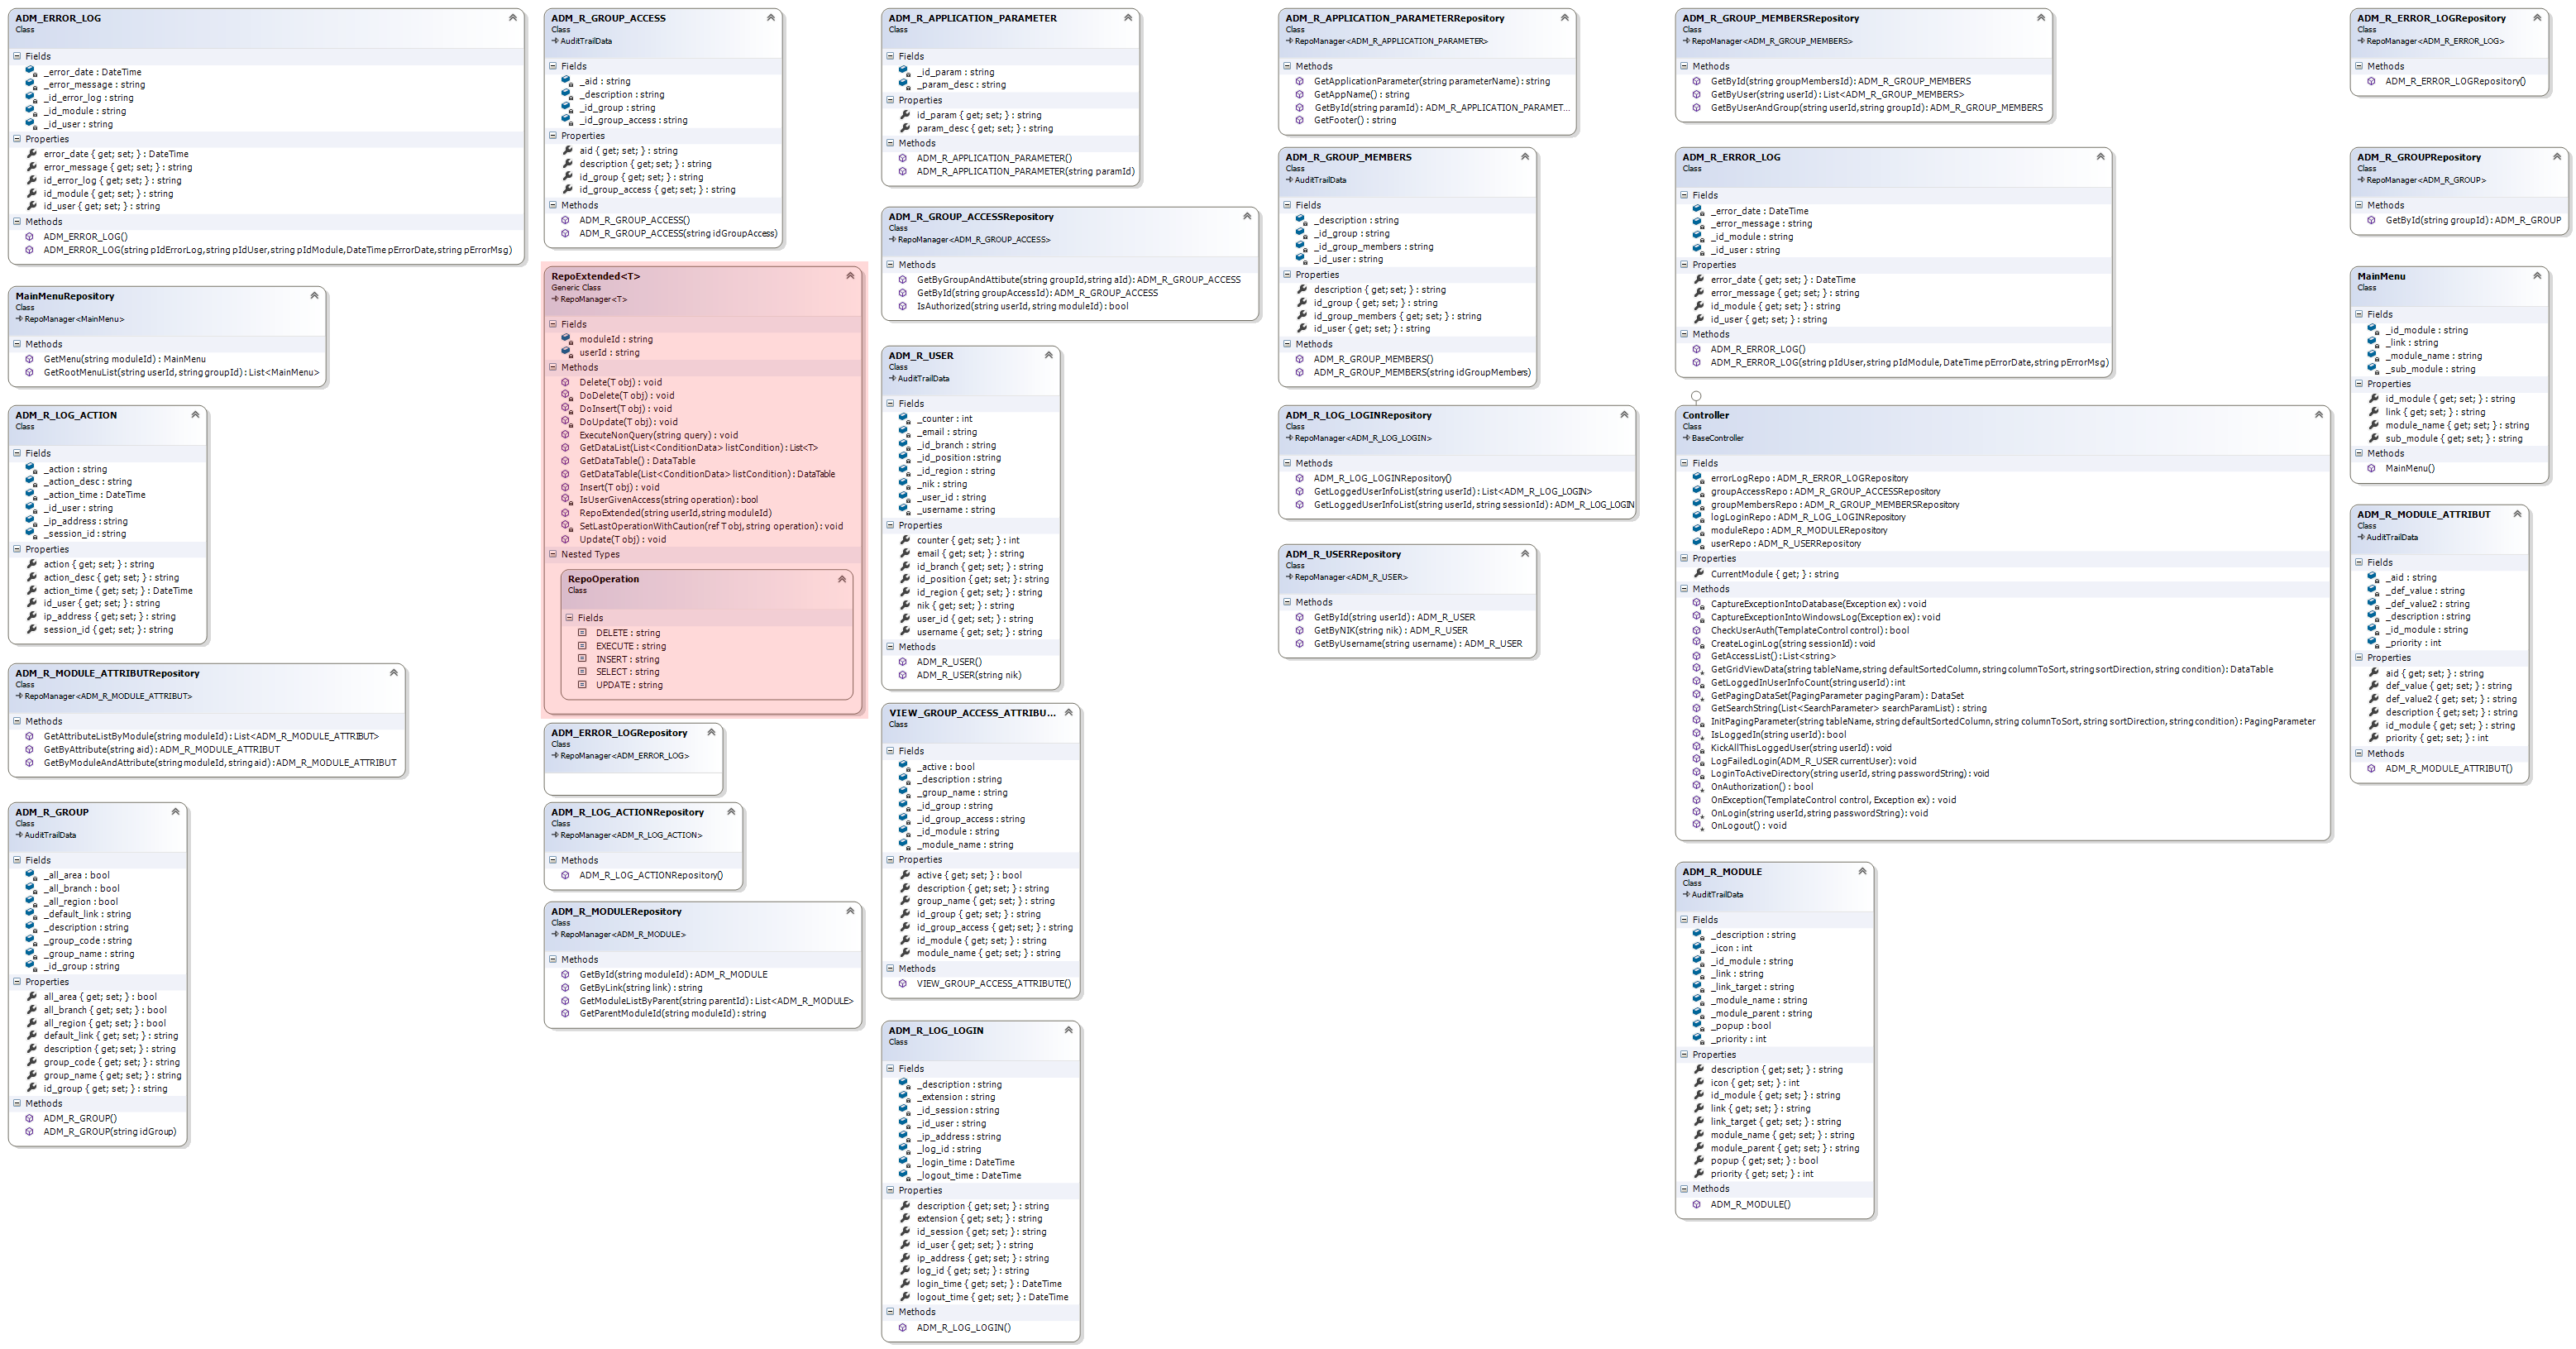 ADM_ERROR_LOG
Class
Fields
_error_date : DateTime
_error_message : string
_id_error_log : string
_id_module : string
_id_user : string
Properties
error_date { get; set; } : DateTime
error_message { get; set; } : string
id_error_log { get; set; } : string
id_module { get; set; } : string
id_user { get; set; } : string
Methods
ADM_ERROR_LOG()
ADM_ERROR_LOG(string pIdErrorLog, string pIdUser, string pIdModule, DateTime pErrorDate, string pErrorMsg)
MainMenuRepository
Class
RepoManager<MainMenu>
Methods
GetMenu(string moduleId) : MainMenu
GetRootMenuList(string userId, string groupId) : List<MainMenu>
ADM_R_LOG_ACTION
Class
Fields
_action : string
_action_desc : string
_action_time : DateTime
_id_user : string
_ip_address : string
_session_id : string
Properties
action { get; set; } : string
action_desc { get; set; } : string
action_time { get; set; } : DateTime
id_user { get; set; } : string
ip_address { get; set; } : string
session_id { get; set; } : string
ADM_R_MODULE_ATTRIBUTRepository
Class
RepoManager<ADM_R_MODULE_ATTRIBUT>
Methods
GetAttributeListByModule(string moduleId) : List<ADM_R_MODULE_ATTRIBUT>
GetByAttribute(string aid) : ADM_R_MODULE_ATTRIBUT
GetByModuleAndAttribute(string moduleId, string aid) : ADM_R_MODULE_ATTRIBUT
ADM_R_GROUP
Class
AuditTrailData
Fields
_all_area : bool
_all_branch : bool
_all_region : bool
_default_link : string
_description : string
_group_code : string
_group_name : string
_id_group : string
Properties
all_area { get; set; } : bool
all_branch { get; set; } : bool
all_region { get; set; } : bool
default_link { get; set; } : string
description { get; set; } : string
group_code { get; set; } : string
group_name { get; set; } : string
id_group { get; set; } : string
Methods
ADM_R_GROUP()
ADM_R_GROUP(string idGroup)
ADM_R_GROUP_ACCESS
Class
AuditTrailData
Fields
_aid : string
_description : string
_id_group : string
_id_group_access : string
Properties
aid { get; set; } : string
description { get; set; } : string
id_group { get; set; } : string
id_group_access { get; set; } : string
Methods
ADM_R_GROUP_ACCESS()
ADM_R_GROUP_ACCESS(string idGroupAccess)
RepoExtended<T>
Generic Class
RepoManager<T>
Fields
moduleId : string
userId : string
Methods
Delete(T obj) : void
DoDelete(T obj) : void
DoInsert(T obj) : void
DoUpdate(T obj) : void
ExecuteNonQuery(string query) : void
GetDataList(List<ConditionData> listCondition) : List<T>
GetDataTable() : DataTable
GetDataTable(List<ConditionData> listCondition) : DataTable
Insert(T obj) : void
IsUserGivenAccess(string operation) : bool
RepoExtended(string userId, string moduleId)
SetLastOperationWithCaution(ref T obj, string operation) : void
Update(T obj) : void
Nested Types
RepoOperation
Class
Fields
DELETE : string
EXECUTE : string
INSERT : string
SELECT : string
UPDATE : string
ADM_ERROR_LOGRepository
Class
RepoManager<ADM_ERROR_LOG>
ADM_R_LOG_ACTIONRepository
Class
RepoManager<ADM_R_LOG_ACTION>
Methods
ADM_R_LOG_ACTIONRepository()
ADM_R_MODULERepository
Class
RepoManager<ADM_R_MODULE>
Methods
GetById(string moduleId) : ADM_R_MODULE
GetByLink(string link) : string
GetModuleListByParent(string parentId) : List<ADM_R_MODULE>
GetParentModuleId(string moduleId) : string
ADM_R_APPLICATION_PARAMETER
Class
Fields
_id_param : string
_param_desc : string
Properties
id_param { get; set; } : string
param_desc { get; set; } : string
Methods
ADM_R_APPLICATION_PARAMETER()
ADM_R_APPLICATION_PARAMETER(string paramId)
ADM_R_GROUP_ACCESSRepository
Class
RepoManager<ADM_R_GROUP_ACCESS>
Methods
GetByGroupAndAttibute(string groupId, string aId) : ADM_R_GROUP_ACCESS
GetById(string groupAccessId) : ADM_R_GROUP_ACCESS
IsAuthorized(string userId, string moduleId) : bool
ADM_R_USER
Class
AuditTrailData
Fields
_counter : int
_email : string
_id_branch : string
_id_position : string
_id_region : string
_nik : string
_user_id : string
_username : string
Properties
counter { get; set; } : int
email { get; set; } : string
id_branch { get; set; } : string
id_position { get; set; } : string
id_region { get; set; } : string
nik { get; set; } : string
user_id { get; set; } : string
username { get; set; } : string
Methods
ADM_R_USER()
ADM_R_USER(string nik)
VIEW_GROUP_ACCESS_ATTRIBU...
Class
Fields
_active : bool
_description : string
_group_name : string
_id_group : string
_id_group_access : string
_id_module : string
_module_name : string
Properties
active { get; set; } : bool
description { get; set; } : string
group_name { get; set; } : string
id_group { get; set; } : string
id_group_access { get; set; } : string
id_module { get; set; } : string
module_name { get; set; } : string
Methods
VIEW_GROUP_ACCESS_ATTRIBUTE()
ADM_R_LOG_LOGIN
Class
Fields
_description : string
_extension : string
_id_session : string
_id_user : string
_ip_address : string
_log_id : string
_login_time : DateTime
_logout_time : DateTime
Properties
description { get; set; } : string
extension { get; set; } : string
id_session { get; set; } : string
id_user { get; set; } : string
ip_address { get; set; } : string
log_id { get; set; } : string
login_time { get; set; } : DateTime
logout_time { get; set; } : DateTime
Methods
ADM_R_LOG_LOGIN()
ADM_R_APPLICATION_PARAMETERRepository
Class
RepoManager<ADM_R_APPLICATION_PARAMETER>
Methods
GetApplicationParameter(string parameterName) : string
GetAppName() : string
GetById(string paramId) : ADM_R_APPLICATION_PARAMET...
GetFooter() : string
ADM_R_GROUP_MEMBERS
Class
AuditTrailData
Fields
_description : string
_id_group : string
_id_group_members : string
_id_user : string
Properties
description { get; set; } : string
id_group { get; set; } : string
id_group_members { get; set; } : string
id_user { get; set; } : string
Methods
ADM_R_GROUP_MEMBERS()
ADM_R_GROUP_MEMBERS(string idGroupMembers)
ADM_R_LOG_LOGINRepository
Class
RepoManager<ADM_R_LOG_LOGIN>
Methods
ADM_R_LOG_LOGINRepository()
GetLoggedUserInfoList(string userId) : List<ADM_R_LOG_LOGIN>
GetLoggedUserInfoList(string userId, string sessionId) : ADM_R_LOG_LOGIN
ADM_R_USERRepository
Class
RepoManager<ADM_R_USER>
Methods
GetById(string userId) : ADM_R_USER
GetByNIK(string nik) : ADM_R_USER
GetByUsername(string username) : ADM_R_USER
ADM_R_GROUP_MEMBERSRepository
Class
RepoManager<ADM_R_GROUP_MEMBERS>
Methods
GetById(string groupMembersId) : ADM_R_GROUP_MEMBERS
GetByUser(string userId) : List<ADM_R_GROUP_MEMBERS>
GetByUserAndGroup(string userId, string groupId) : ADM_R_GROUP_MEMBERS
ADM_R_ERROR_LOG
Class
Fields
_error_date : DateTime
_error_message : string
_id_module : string
_id_user : string
Properties
error_date { get; set; } : DateTime
error_message { get; set; } : string
id_module { get; set; } : string
id_user { get; set; } : string
Methods
ADM_R_ERROR_LOG()
ADM_R_ERROR_LOG(string pIdUser, string pIdModule, DateTime pErrorDate, string pErrorMsg)
Controller
Class
BaseController
Fields
errorLogRepo : ADM_R_ERROR_LOGRepository
groupAccessRepo : ADM_R_GROUP_ACCESSRepository
groupMembersRepo : ADM_R_GROUP_MEMBERSRepository
logLoginRepo : ADM_R_LOG_LOGINRepository
moduleRepo : ADM_R_MODULERepository
userRepo : ADM_R_USERRepository
Properties
CurrentModule { get; } : string
Methods
CaptureExceptionIntoDatabase(Exception ex) : void
CaptureExceptionIntoWindowsLog(Exception ex) : void
CheckUserAuth(TemplateControl control) : bool
CreateLoginLog(string sessionId) : void
GetAccessList() : List<string>
GetGridViewData(string tableName, string defaultSortedColumn, string columnToSort, string sortDirection, string condition) : DataTable
GetLoggedInUserInfoCount(string userId) : int
GetPagingDataSet(PagingParameter pagingParam) : DataSet
GetSearchString(List<SearchParameter> searchParamList) : string
InitPagingParameter(string tableName, string defaultSortedColumn, string columnToSort, string sortDirection, string condition) : PagingParameter
IsLoggedIn(string userId) : bool
KickAllThisLoggedUser(string userId) : void
LogFailedLogin(ADM_R_USER currentUser) : void
LoginToActiveDirectory(string userId, string passwordString) : void
OnAuthorization() : bool
OnException(TemplateControl control, Exception ex) : void
OnLogin(string userId, string passwordString) : void
OnLogout() : void
ADM_R_MODULE
Class
AuditTrailData
Fields
_description : string
_icon : int
_id_module : string
_link : string
_link_target : string
_module_name : string
_module_parent : string
_popup : bool
_priority : int
Properties
description { get; set; } : string
icon { get; set; } : int
id_module { get; set; } : string
link { get; set; } : string
link_target { get; set; } : string
module_name { get; set; } : string
module_parent { get; set; } : string
popup { get; set; } : bool
priority { get; set; } : int
Methods
ADM_R_MODULE()
ADM_R_ERROR_LOGRepository
Class
RepoManager<ADM_R_ERROR_LOG>
Methods
ADM_R_ERROR_LOGRepository()
ADM_R_GROUPRepository
Class
RepoManager<ADM_R_GROUP>
Methods
GetById(string groupId) : ADM_R_GROUP
MainMenu
Class
Fields
_id_module : string
_link : string
_module_name : string
_sub_module : string
Properties
id_module { get; set; } : string
link { get; set; } : string
module_name { get; set; } : string
sub_module { get; set; } : string
Methods
MainMenu()
ADM_R_MODULE_ATTRIBUT
Class
AuditTrailData
Fields
_aid : string
_def_value : string
_def_value2 : string
_description : string
_id_module : string
_priority : int
Properties
aid { get; set; } : string
def_value { get; set; } : string
def_value2 { get; set; } : string
description { get; set; } : string
id_module { get; set; } : string
priority { get; set; } : int
Methods
ADM_R_MODULE_ATTRIBUT()